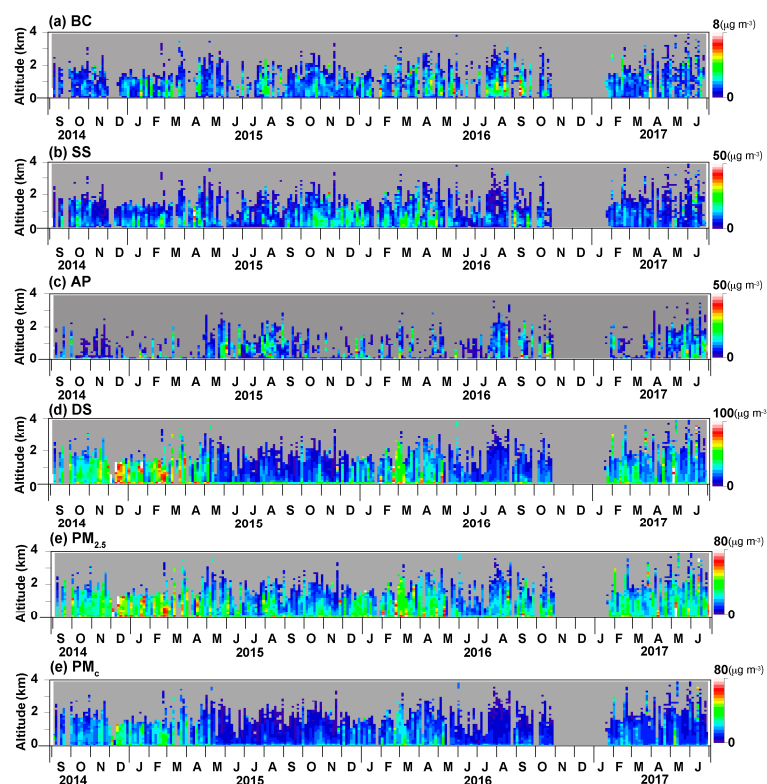 (a) BC
8(μg m-3)
Altitude (km)
4
2
0
0
S O N D J F M A M J J A S O N D J F M A M J J A S O N D J F M A M J
2014 2015 2016 2017
(b) SS
50(μg m-3)
Altitude (km)
4
2
0
0
S O N D J F M A M J J A S O N D J F M A M J J A S O N D J F M A M J
2014 2015 2016 2017
(c) AP
50(μg m-3)
Altitude (km)
4
2
0
0
S O N D J F M A M J J A S O N D J F M A M J J A S O N D J F M A M J
2014 2015 2016 2017
(d) DS
100(μg m-3
Altitude (km)
4
2
0
0
S O N D J F M A M J J A S O N D J F M A M J J A S O N D J F M A M J
2014 2015 2016 2017
(e) PM2.5
80(μg m-3)
Altitude (km)
4
2
0
0
S O N D J F M A M J J A S O N D J F M A M J J A S O N D J F M A M J
2014 2015 2016 2017
(e) PMc
80(μg m-3)
Altitude (km)
4
2
0
0
S O N D J F M A M J J A S O N D J F M A M J J A S O N D J F M A M J
2014 2015 2016 2017